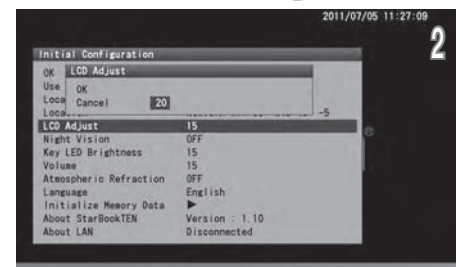 2011/07/05 11:27:09
2
Initial Configuration
OK LCD Adjust
Use OK
Loca Cancel 20
-5
LCD Adjust 15
Night Vision OFF
Key LED Brightness 15
Volume 15
Atmospheric Refraction OFF
Language English
Initialize Memory Data ▶
About StarBookTEN Version : 1.10
About LAN Disconnected